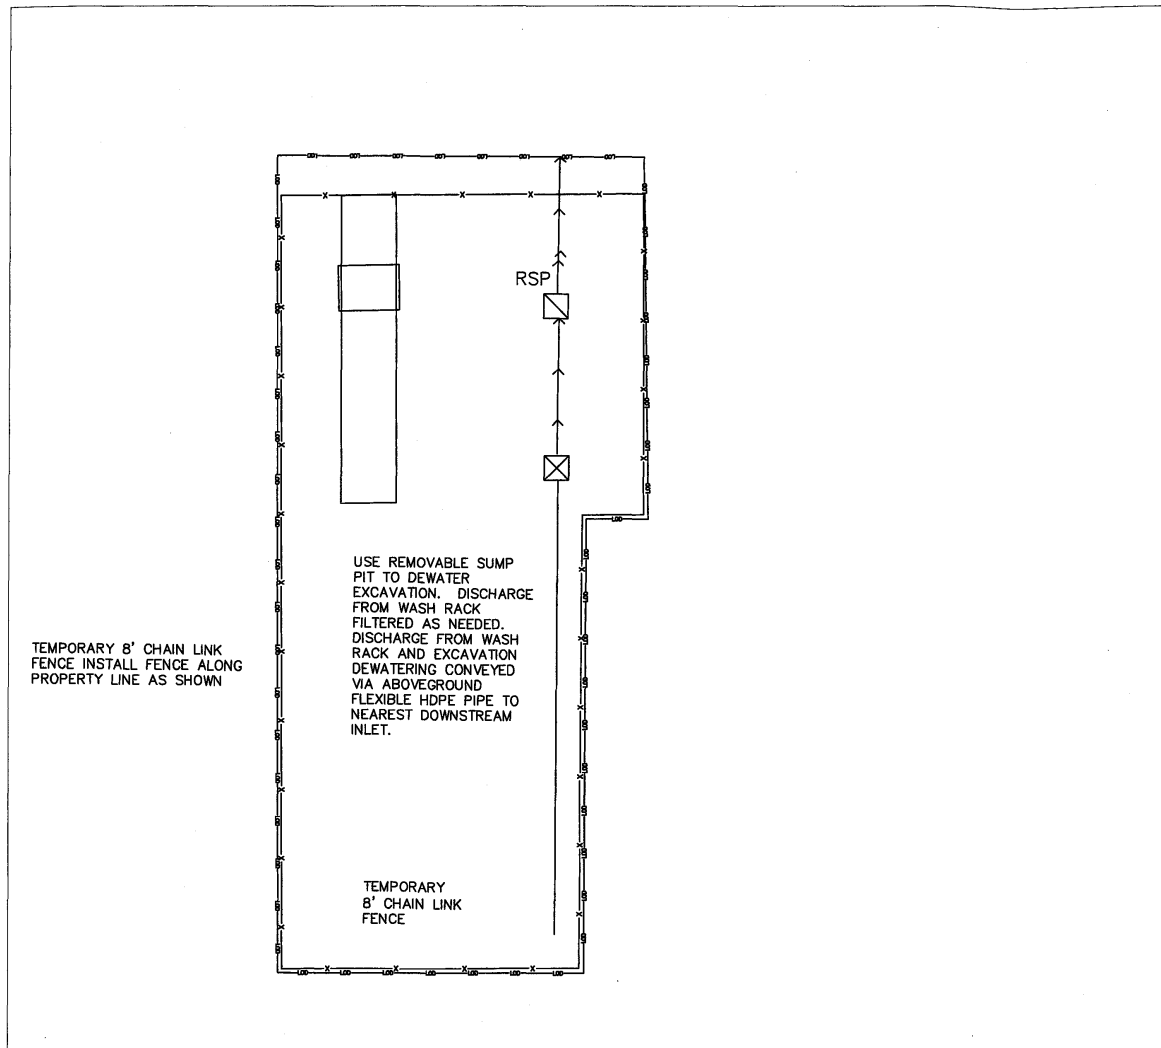 RSP
USE REMOVABLE SUMP
PIT TO DEWATER
EXCAVATION. DISCHARGE
FROM WASH RACK
FILTERED AS NEEDED.
DISCHARGE FROM WASH
RACK AND EXCAVATION
DEWATERING CONVEYED
VIA ABOVEGROUND
FLEXIBLE HDPE PIPE TO
NEAREST DOWNSTREAM
INLET.
TEMPORARY 8' CHAIN LINK
FENCE INSTALL FENCE ALONG
PROPERTY LINE AS SHOWN
TEMPORARY
8' CHAIN LINK
FENCE